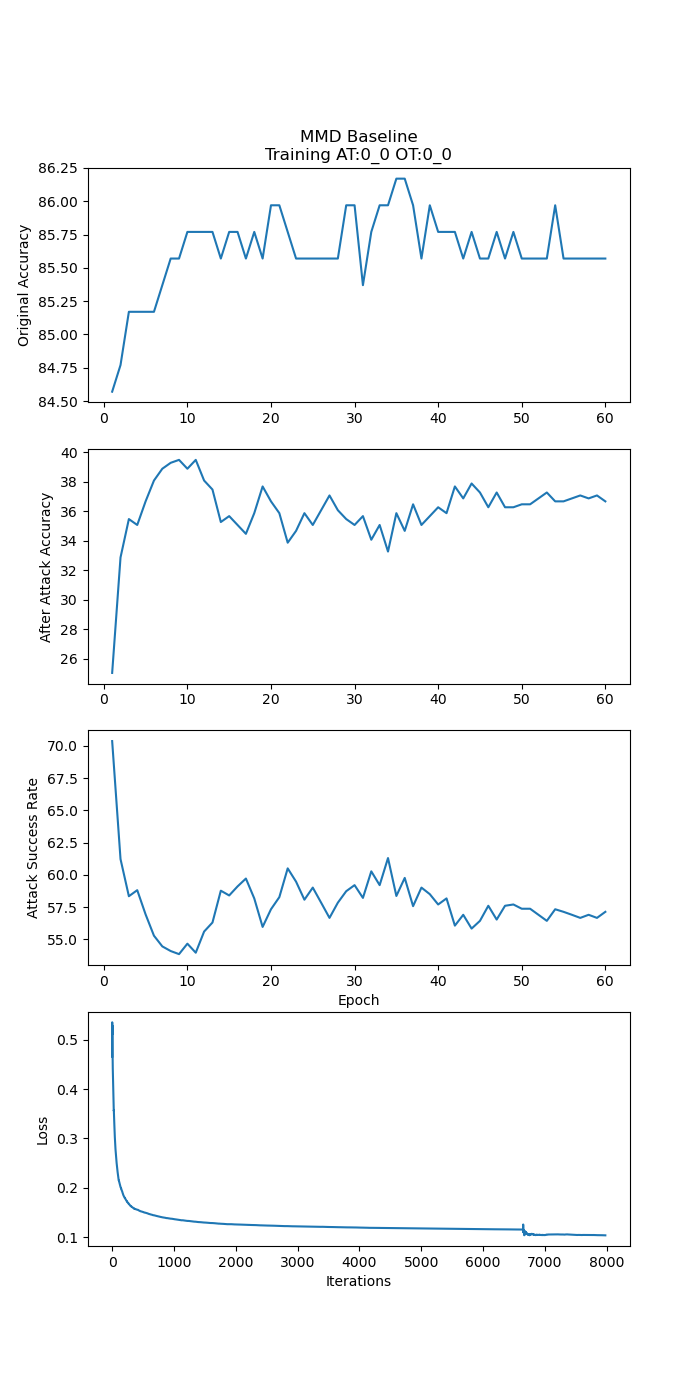 MMD Baseline
Training AT:0_0 OT:0_0
86.25
86.00
85.75
85.50
85.25
85.00
84.75
84.50
Original Accuracy
0 10 20 30 40 50 60
40
38
36
34
32
30
28
26
After Attack Accuracy
0 10 20 30 40 50 60
70.0
67.5
65.0
62.5
60.0
57.5
55.0
Attack Success Rate
0 10 20 30 40 50 60
Epoch
0.5
0.4
0.3
0.2
0.1
Loss
0 1000 2000 3000 4000 5000 6000 7000 8000
Iterations